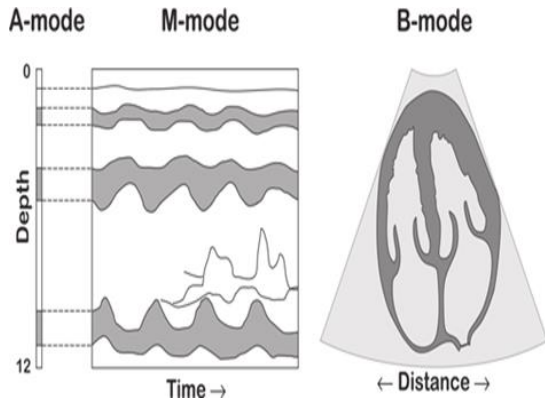 A-mode
M-mode
B-mode
0
Depth
12
Time →
← Distance →